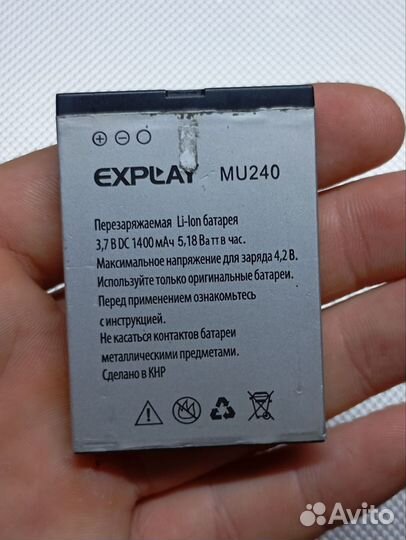 EXPLAY MU240
Перезаряжаемая Li-Ion батарея
3,7 В DC 1400 мАч 5,18 Ватт в час.
Максимальное напряжение для заряда 4,2 В.
Используйте только оригинальные батареи.
Перед применением ознакомьтесь
с инструкцией.
Не касаться контактов батареи
металлическими предметами.
Сделано в КНР
Avito